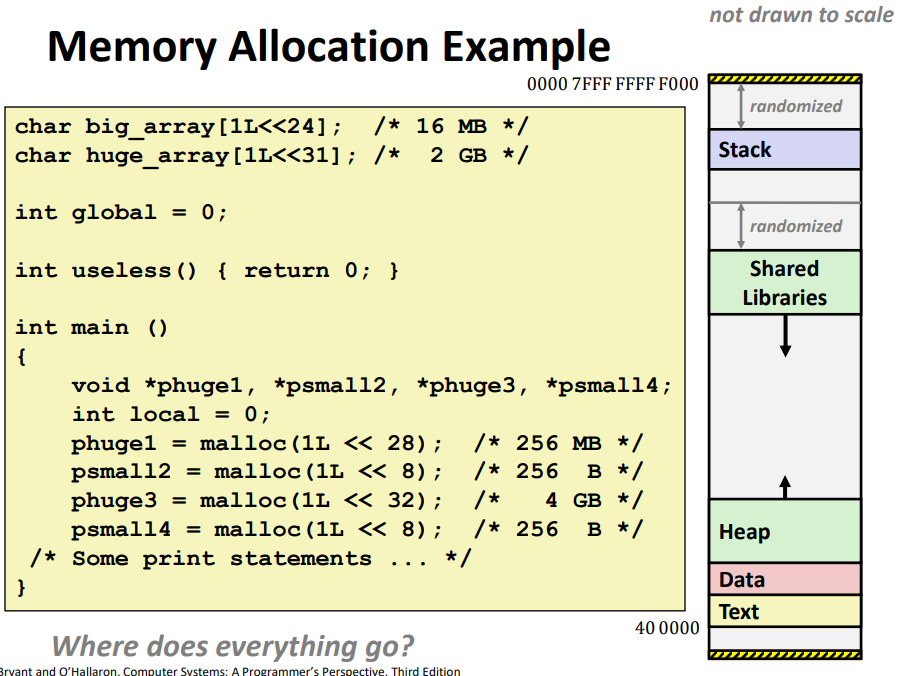 not drawn to scale
Memory Allocation Example
0000 7FFF FFFF F000
char big_array[1L<<24];  /* 16 MB */
char huge_array[1L<<31]; /*  2 GB */
int global = 0;
int useless() { return 0; }
int main ()
{
    void *phuge1, *psmall2, *phuge3, *psmall4;
    int local = 0;
    phuge1 = malloc(1L << 28);  /* 256 MB */
    psmall2 = malloc(1L << 8);  /* 256  B */
    phuge3 = malloc(1L << 32);  /*   4 GB */
    psmall4 = malloc(1L << 8);  /* 256  B */
 /* Some print statements ... */
}
randomized
Stack
randomized
Shared
Libraries
Heap
Data
Text
40 0000
Where does everything go?
Bryant and O'Hallaron, Computer Systems: A Programmer's Perspective, Third Edition